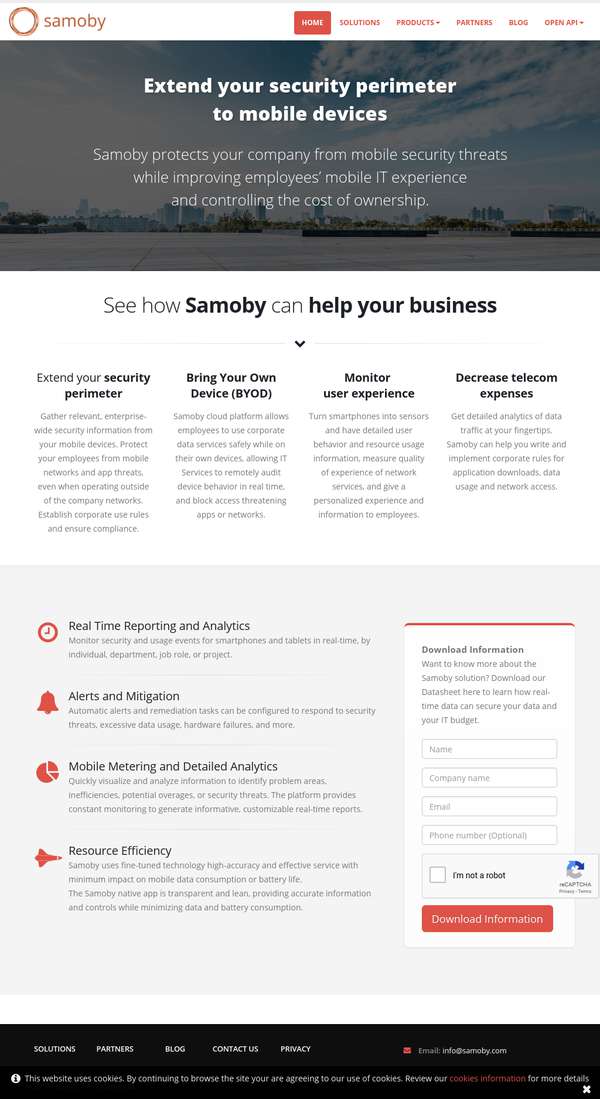 samoby
HOME
SOLUTIONS
PRODUCTS
PARTNERS
BLOG
OPEN API
Extend your security perimeter
to mobile devices
Samoby protects your company from mobile security threats
while improving employees’ mobile IT experience
and controlling the cost of ownership.
See how Samoby can help your business
Extend your security
perimeter
Gather relevant, enterprise-
wide security information from
your mobile devices. Protect
your employees from mobile
networks and app threats,
even when operating outside
of the company networks.
Establish corporate use rules
and ensure compliance.
Bring Your Own
Device (BYOD)
Samoby cloud platform allows
employees to use corporate
data services safely while on
their own devices, allowing IT
Services to remotely audit
device behavior in real time,
and block access threatening
apps or networks.
Monitor
user experience
Turn smartphones into sensors
and have detailed user
behavior and resource usage
information, measure quality
of experience of network
services, and give a
personalized experience and
information to employees.
Decrease telecom
expenses
Get detailed analytics of data
traffic at your fingertips.
Samoby can help you write and
implement corporate rules for
application downloads, data
usage and network access.
Real Time Reporting and Analytics
Monitor security and usage events for smartphones and tablets in real-time, by
individual, department, job role, or project.
Alerts and Mitigation
Automatic alerts and remediation tasks can be configured to respond to security
threats, excessive data usage, hardware failures, and more.
Mobile Metering and Detailed Analytics
Quickly visualize and analyze information to identify problem areas,
inefficiencies, potential overages, or security threats. The platform provides
constant monitoring to generate informative, customizable real-time reports.
Resource Efficiency
Samoby uses fine-tuned technology high-accuracy and effective service with
minimum impact on mobile data consumption or battery life.
The Samoby native app is transparent and lean, providing accurate information
and controls while minimizing data and battery consumption.
Download Information
Want to know more about the
Samoby solution? Download our
Datasheet here to learn how real-
time data can secure your data and
your IT budget.
Name
Company name
Email
Phone number (Optional)
I'm not a robot
reCAPTCHA
Privacy - Terms
Download Information
SOLUTIONS
PARTNERS
BLOG
CONTACT US
PRIVACY
Email: info@samoby.com
This website uses cookies. By continuing to browse the site your are agreeing to our use of cookies. Review our cookies information for more details